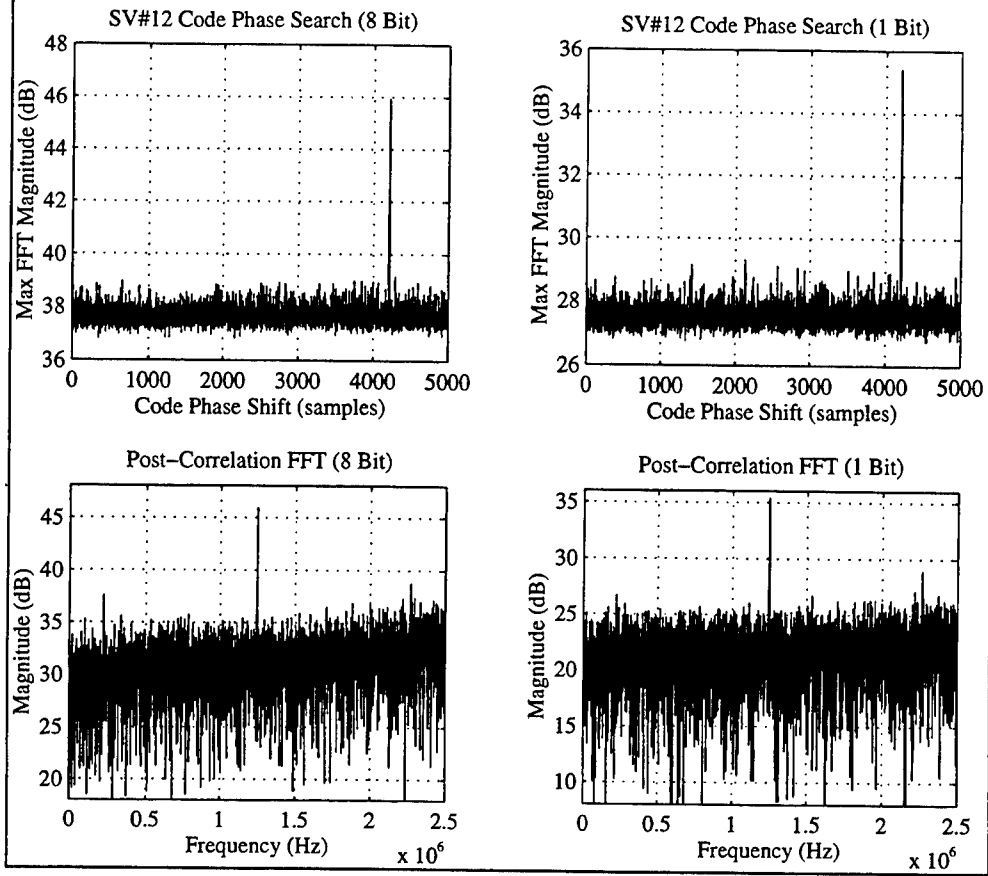 SV#12 Code Phase Search (8 Bit)
Max FFT Magnitude (dB)
48
46
44
42
40
38
36
0 1000 2000 3000 4000 5000
Code Phase Shift (samples)
SV#12 Code Phase Search (1 Bit)
Max FFT Magnitude (dB)
36
34
32
30
28
26
0 1000 2000 3000 4000 5000
Code Phase Shift (samples)
Post-Correlation FFT (8 Bit)
Magnitude (dB)
45
40
35
30
25
20
0 0.5 1 1.5 2 2.5
Frequency (Hz)
x 10^6
Post-Correlation FFT (1 Bit)
Magnitude (dB)
35
30
25
20
15
10
0 0.5 1 1.5 2 2.5
Frequency (Hz)
x 10^6